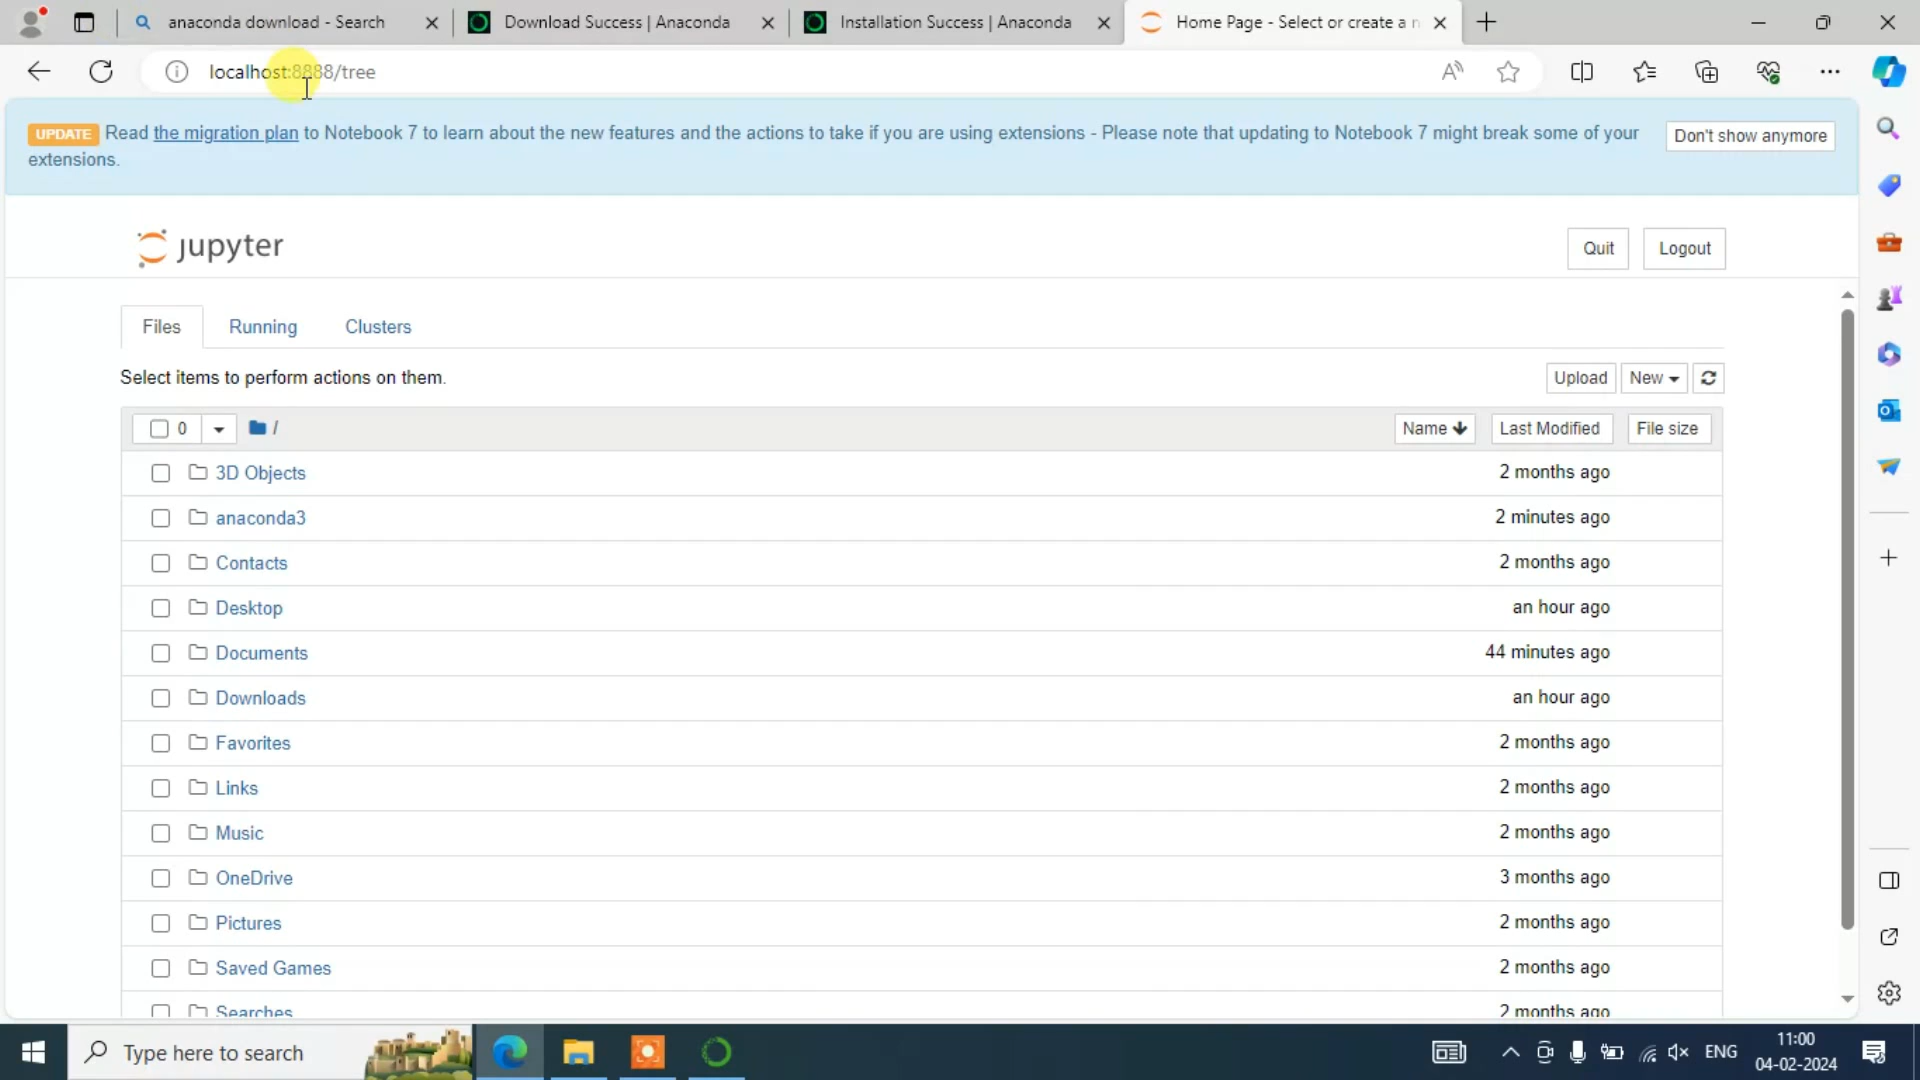 anaconda download - Search
Download Success | Anaconda
Installation Success | Anaconda
Home Page - Select or create a n
localhost:8888/tree
UPDATE Read the migration plan to Notebook 7 to learn about the new features and the actions to take if you are using extensions - Please note that updating to Notebook 7 might break some of your
extensions.
Don't show anymore
jupyter
Quit
Logout
Files
Running
Clusters
Select items to perform actions on them.
Upload
New
0
/
Name
Last Modified
File size
3D Objects
2 months ago
anaconda3
2 minutes ago
Contacts
2 months ago
Desktop
an hour ago
Documents
44 minutes ago
Downloads
an hour ago
Favorites
2 months ago
Links
2 months ago
Music
2 months ago
OneDrive
3 months ago
Pictures
2 months ago
Saved Games
2 months ago
Searches
2 months ago
Type here to search
ENG
11:00
04-02-2024